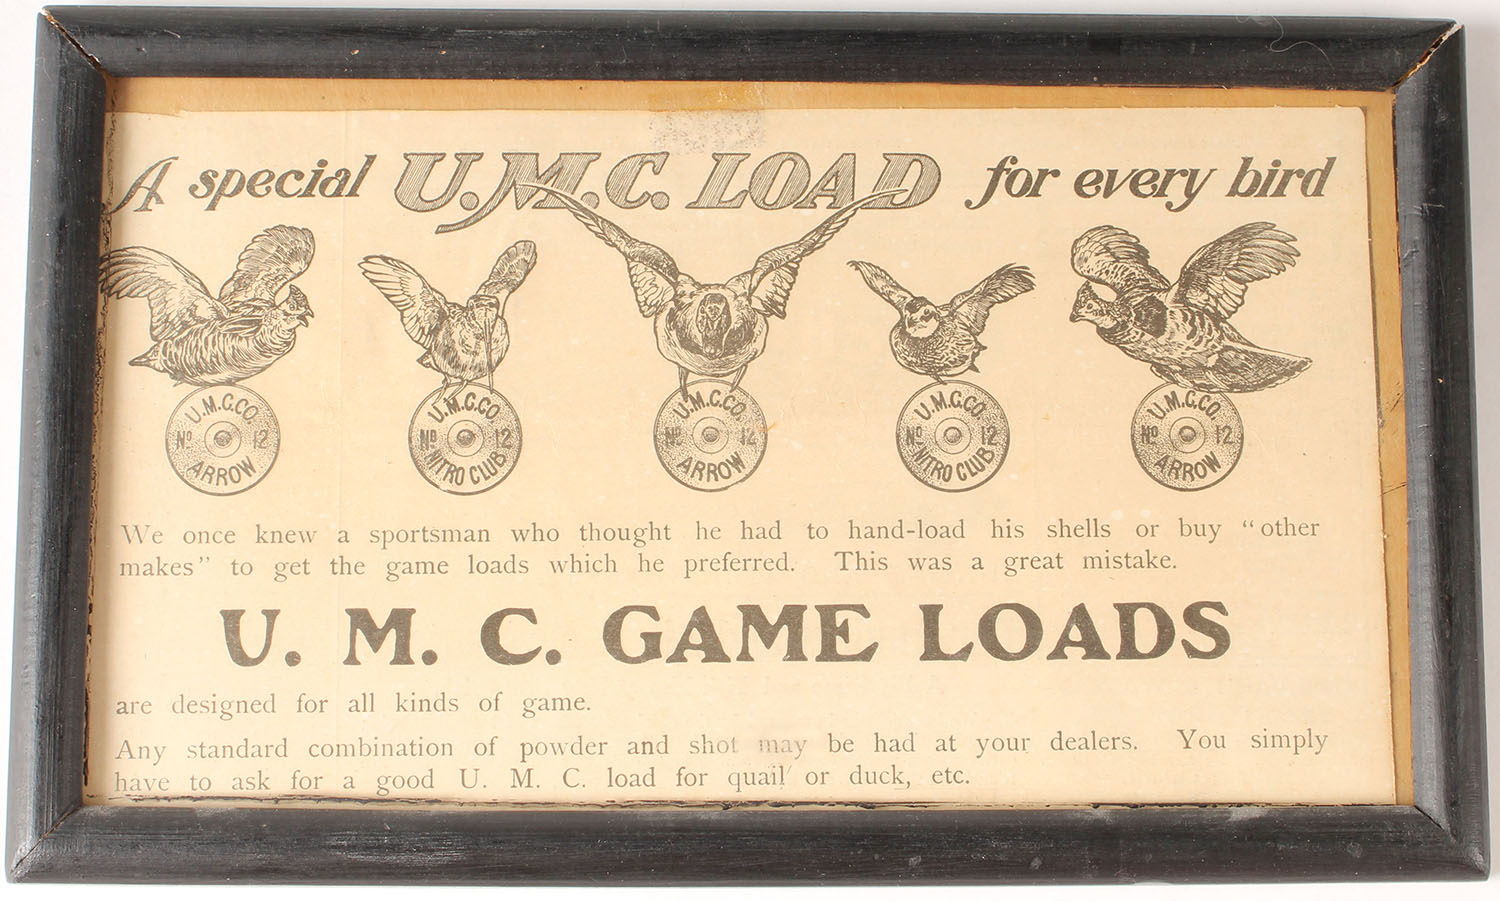 A special U.M.C. LOAD for every bird
U.M.C.CO.
Nº 12
ARROW
U.M.C.CO
Nº 12
NITRO CLUB
U.M.C.CO.
Nº 12
ARROW
U.M.C.CO.
Nº 12
NITRO CLUB
U.M.C.CO.
Nº 12
ARROW
We once knew a sportsman who thought he had to hand-load his shells or buy “other
makes” to get the game loads which he preferred. This was a great mistake.
U. M. C. GAME LOADS
are designed for all kinds of game.
Any standard combination of powder and shot may be had at your dealers. You simply
have to ask for a good U. M. C. load for quail or duck, etc.